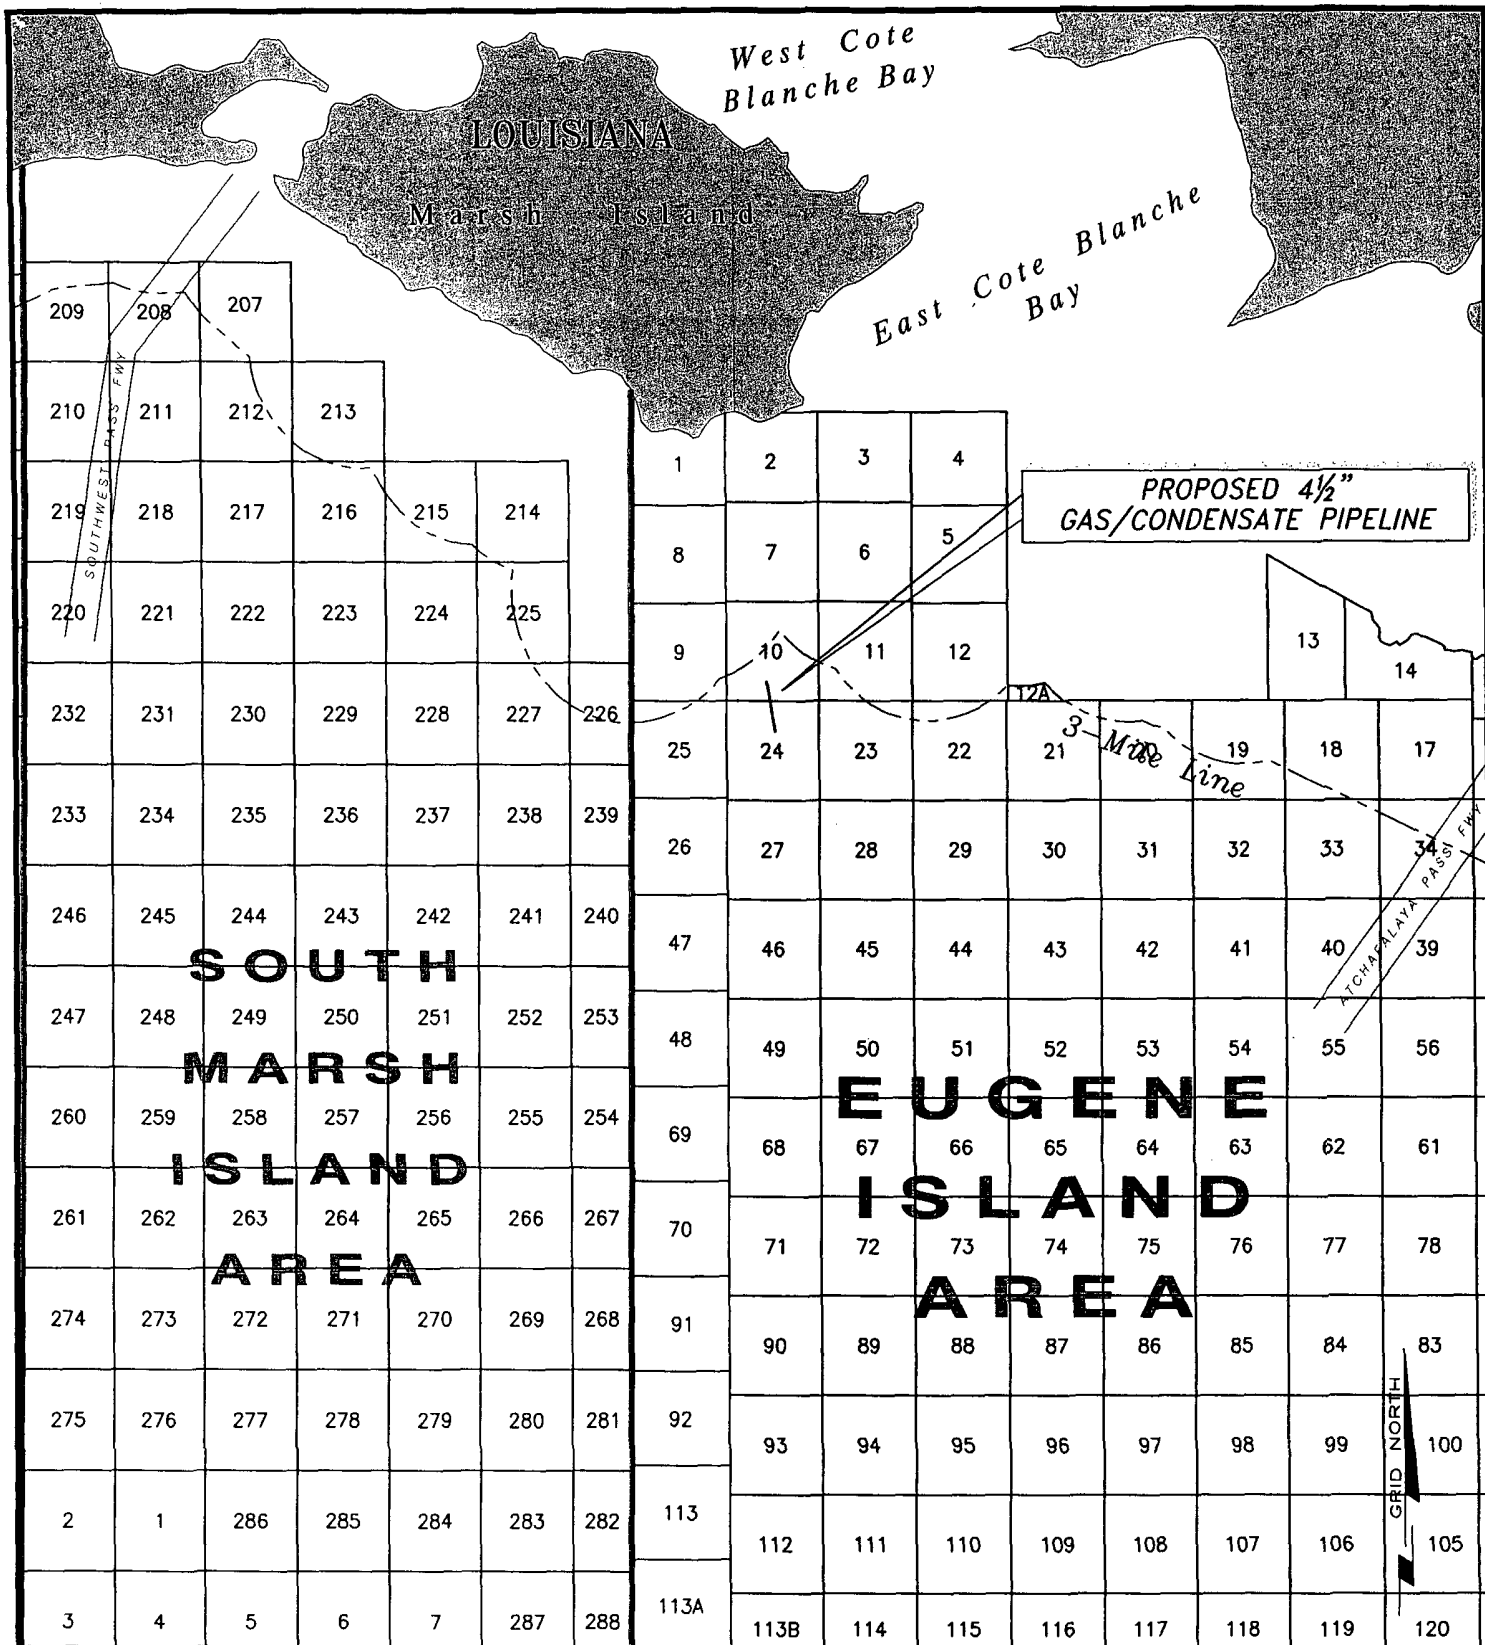 West Cote
Blanche Bay
LOUISIANA
Marsh Island
East Cote Blanche
Bay
209 208 207
210 211 212 213
SOUTHWEST PASS FWY
1 2 3 4
PROPOSED 4½"
GAS/CONDENSATE PIPELINE
219 218 217 216 215 214
8 7 6 5
220 221 222 223 224 225
9 10 11 12
13 14
12A
232 231 230 229 228 227 226
3-Mile Line
25 24 23 22 21 20 19 18 17
233 234 235 236 237 238 239
26 27 28 29 30 31 32 33 34
ATCHAFALAYA PASS FWY
246 245 244 243 242 241 240
47 46 45 44 43 42 41 40 39
SOUTH
MARSH
ISLAND
AREA
247 248 249 250 251 252 253
48 49 50 51 52 53 54 55 56
EUGENE
ISLAND
AREA
260 259 258 257 256 255 254
69 68 67 66 65 64 63 62 61
261 262 263 264 265 266 267
70 71 72 73 74 75 76 77 78
274 273 272 271 270 269 268
91 90 89 88 87 86 85 84 83
GRID NORTH
275 276 277 278 279 280 281
92 93 94 95 96 97 98 99 100
2 1 286 285 284 283 282
113 112 111 110 109 108 107 106 105
3 4 5 6 7 287 288
113A 113B 114 115 116 117 118 119 120